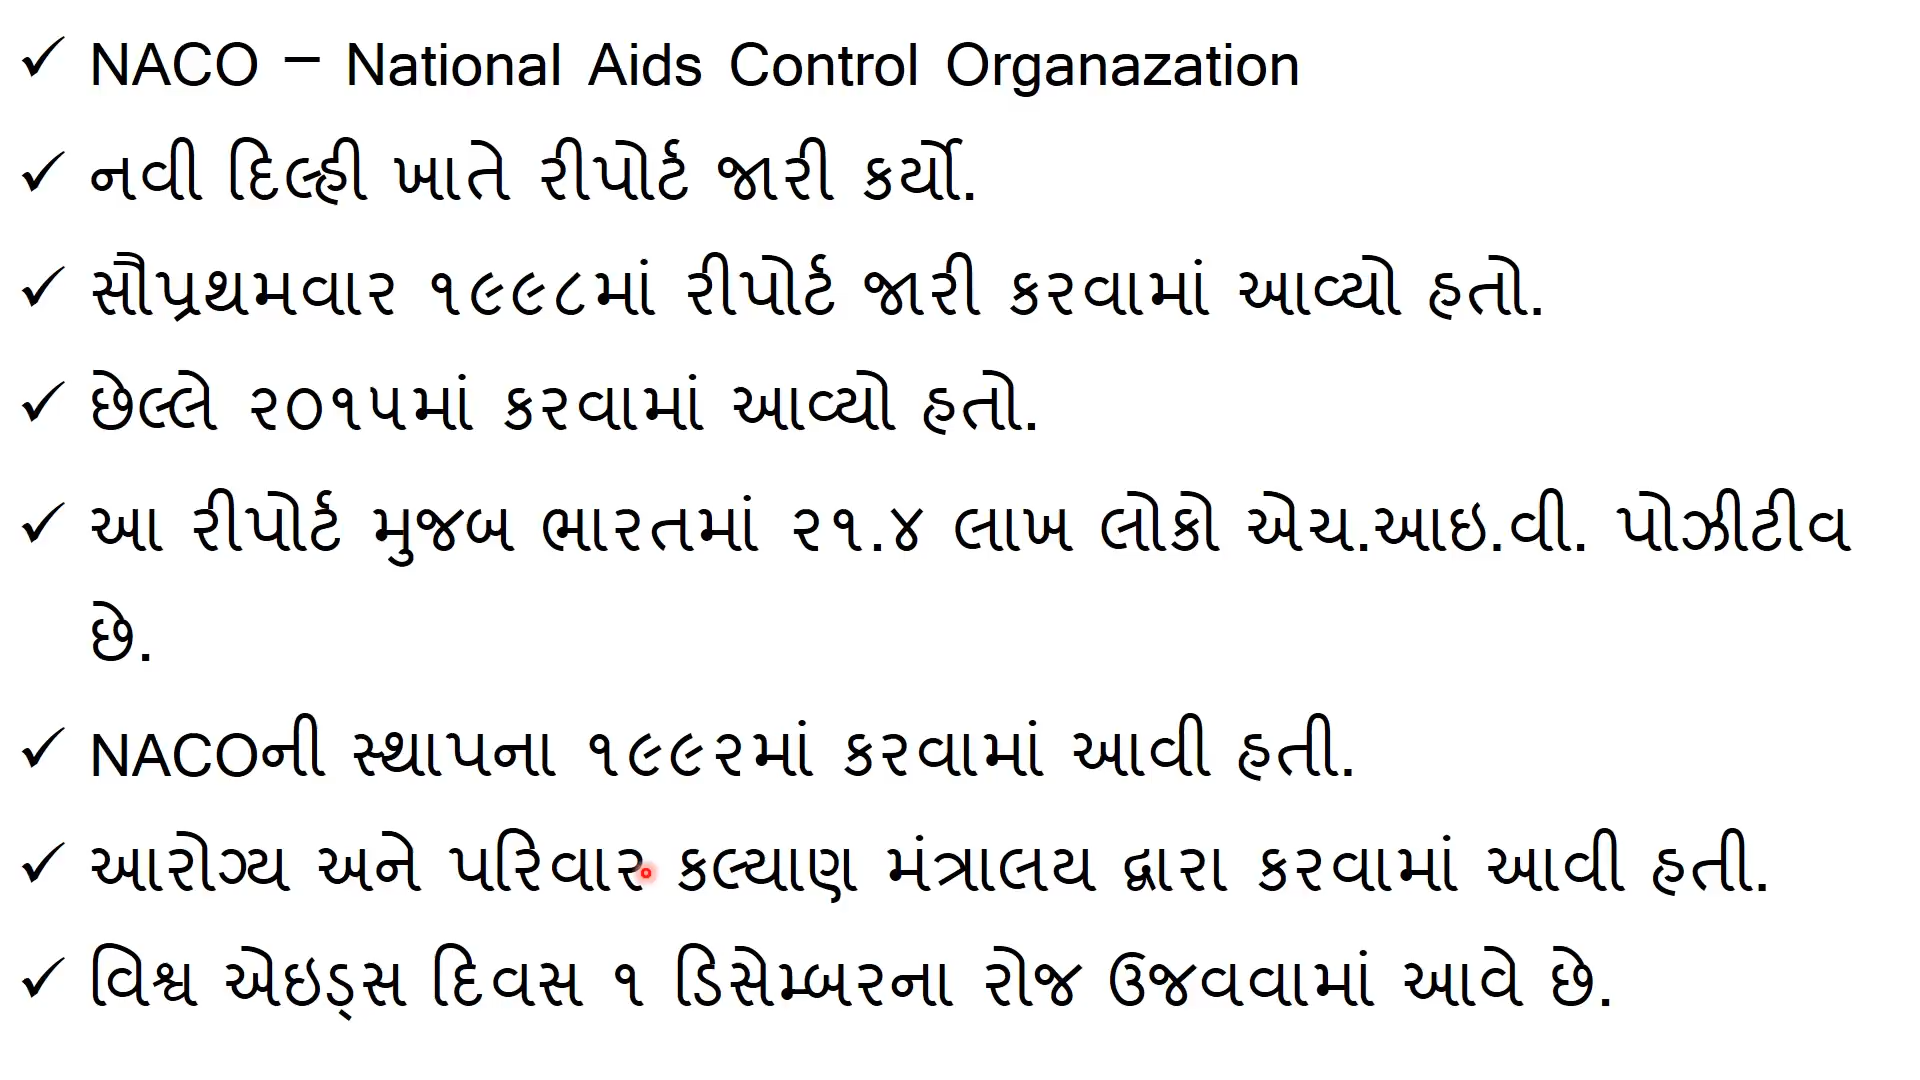 ✓ NACO – National Aids Control Organazation
✓ નવી દિલ્હી ખાતે રીપોર્ટ જારી કર્યો.
✓ સૌપ્રથમવાર ૧૯૯૮માં રીપોર્ટ જારી કરવામાં આવ્યો હતો.
✓ છેલ્લે ૨૦૧૫માં કરવામાં આવ્યો હતો.
✓ આ રીપોર્ટ મુજબ ભારતમાં ૨૧.૪ લાખ લોકો એચ.આઇ.વી. પોઝીટીવ
છે.
✓ NACOની સ્થાપના ૧૯૯૨માં કરવામાં આવી હતી.
✓ આરોગ્ય અને પરિવાર કલ્યાણ મંત્રાલય દ્વારા કરવામાં આવી હતી.
✓ વિશ્વ એઇડ્સ દિવસ ૧ ડિસેમ્બરના રોજ ઉજવવામાં આવે છે.